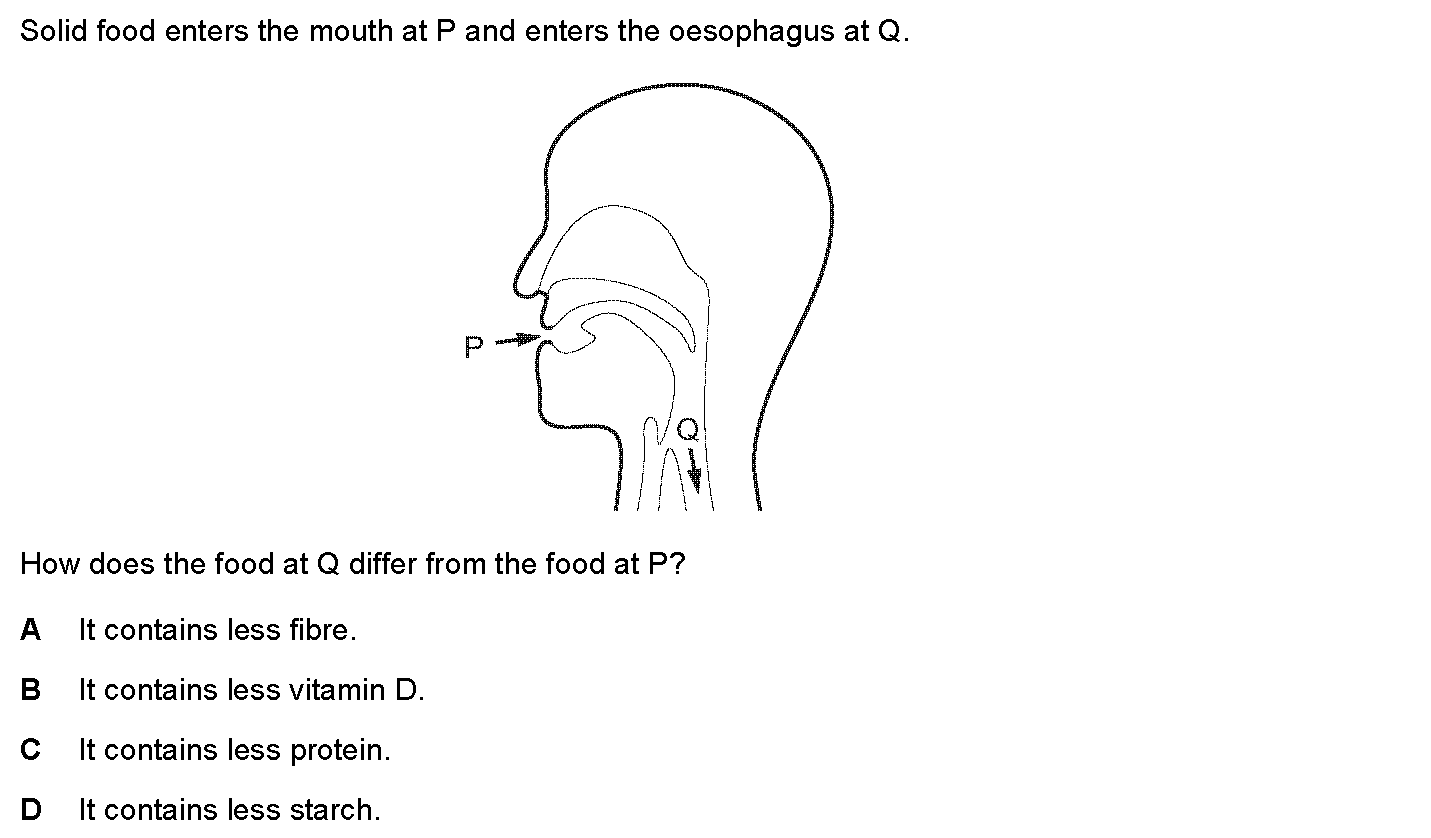 Solid food enters the mouth at P and enters the oesophagus at Q.
P
Q
How does the food at Q differ from the food at P?
A It contains less fibre.
B It contains less vitamin D.
C It contains less protein.
D It contains less starch.